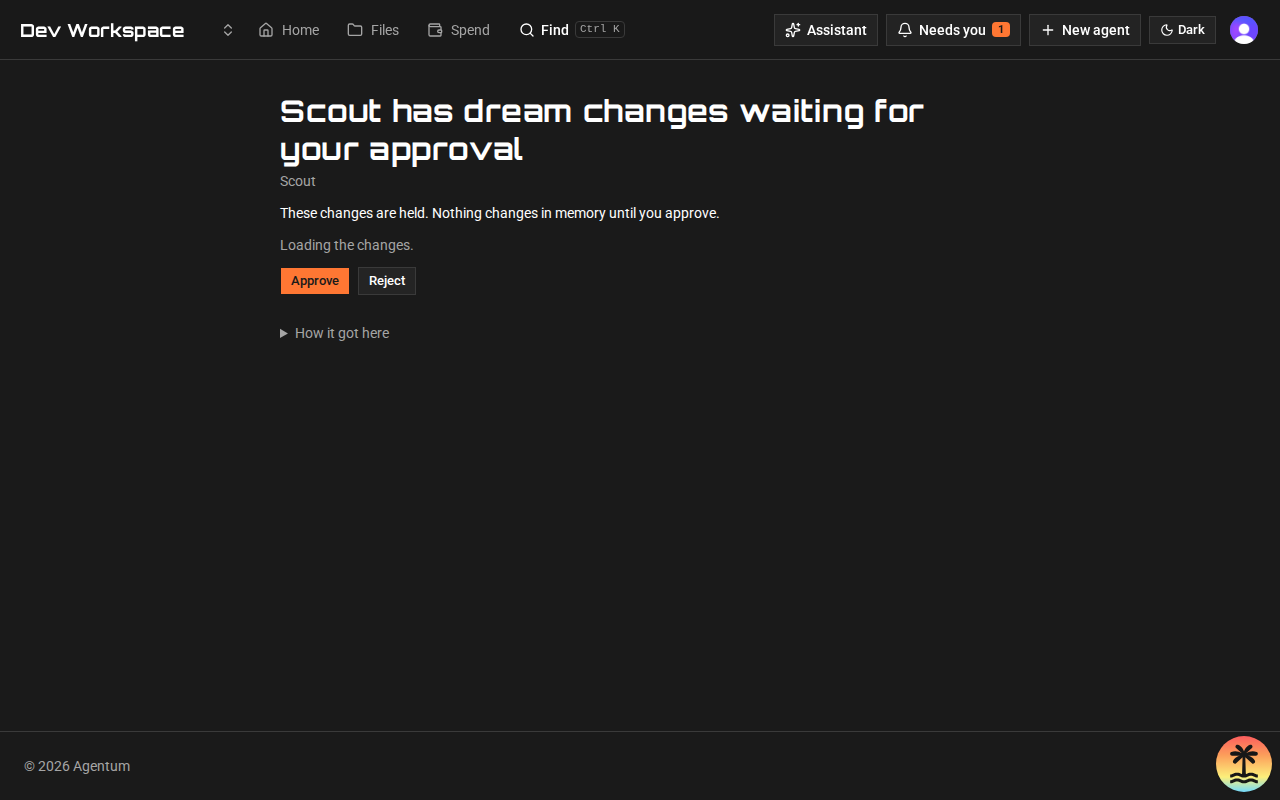 Dev Workspace
Home
Files
Spend
Find
Ctrl K
Assistant
Needs you
1
New agent
Dark
Scout has dream changes waiting for
your approval
Scout
These changes are held. Nothing changes in memory until you approve.
Loading the changes.
Approve
Reject
How it got here
© 2026 Agentum